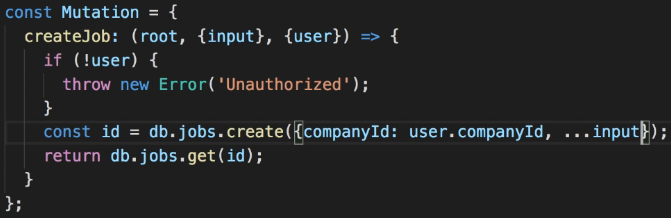 const Mutation = {
  createJob: (root, {input}, {user}) => {
    if (!user) {
      throw new Error('Unauthorized');
    }
    const id = db.jobs.create({companyId: user.companyId, ...input});
    return db.jobs.get(id);
  }
};